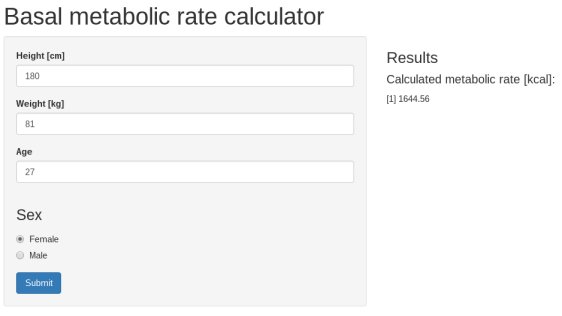 Basal metabolic rate calculator
Height [cm]
180
Weight [kg]
81
Age
27
Sex
Female
Male
Submit
Results
Calculated metabolic rate [kcal]:
[1] 1644.56